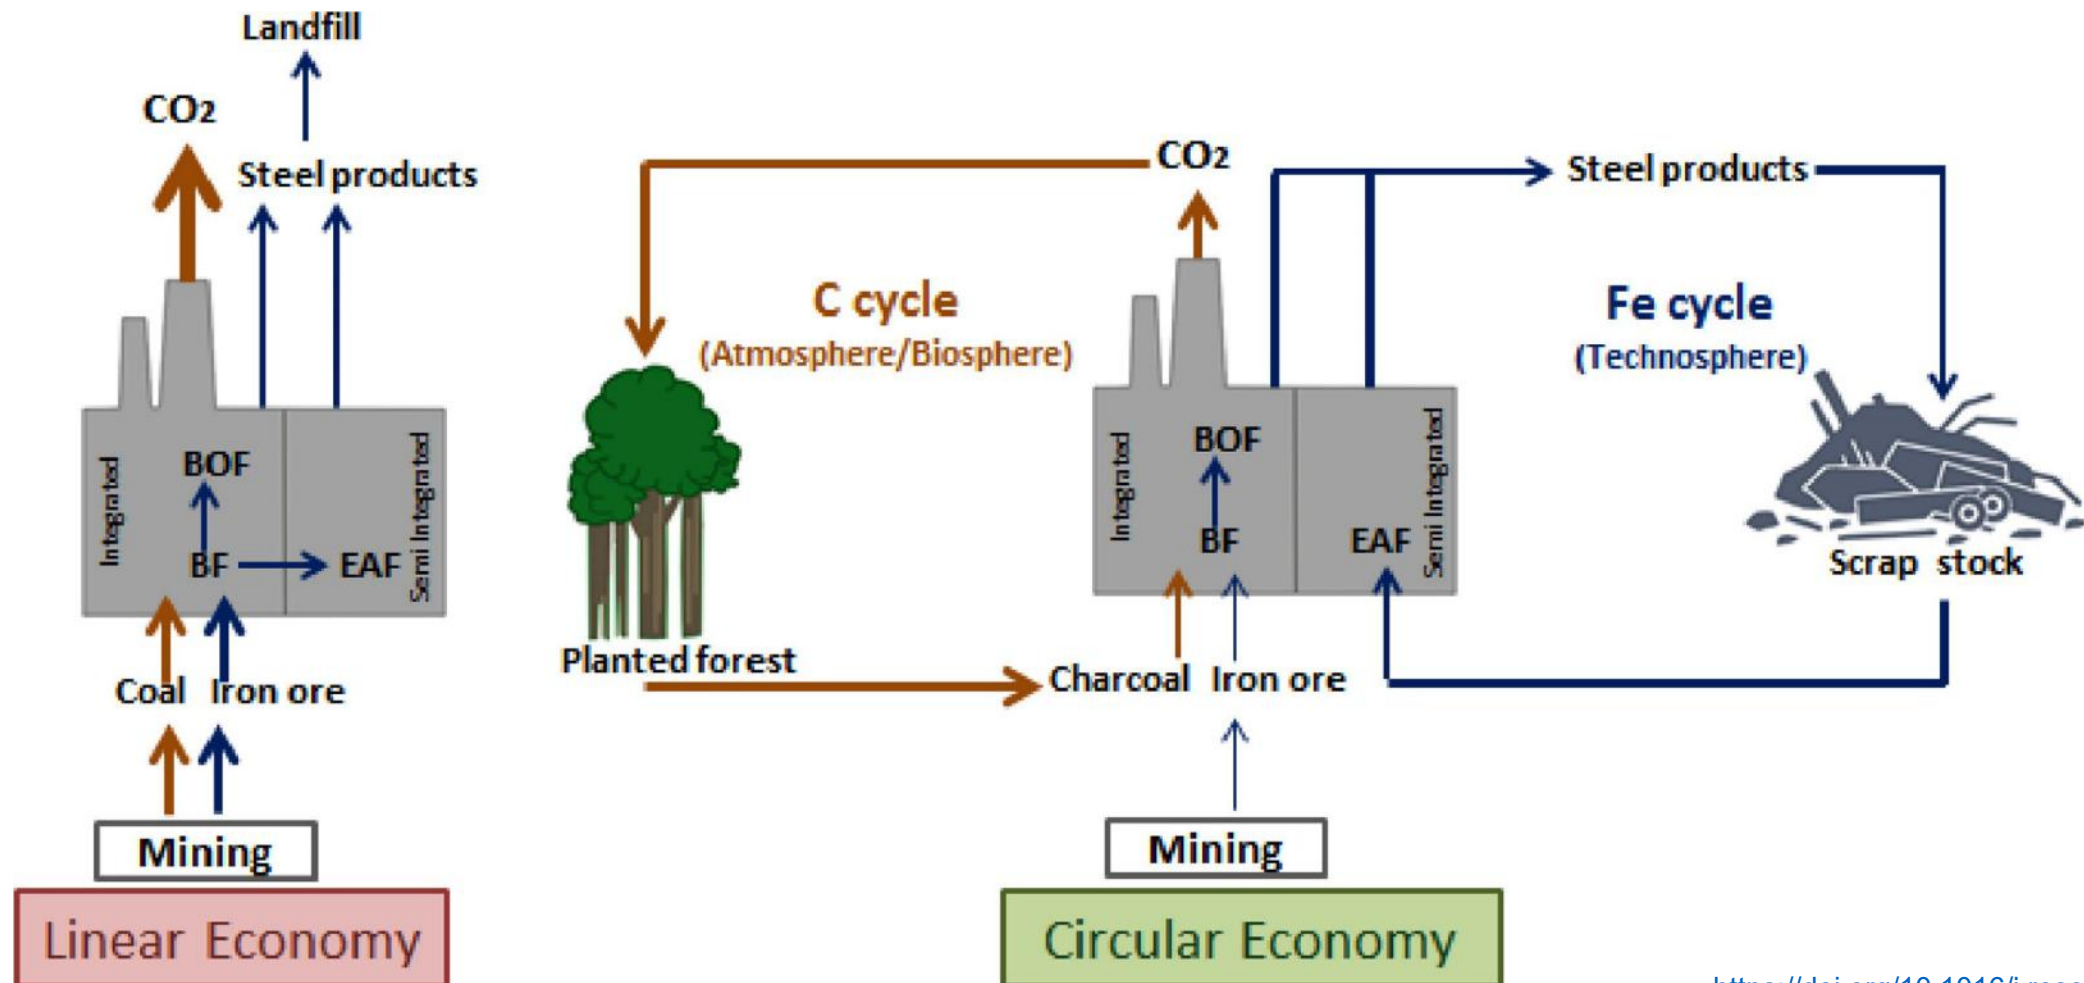 Landfill
CO2
Steel products
Integrated
BOF
BF
EAF
Semi Integrated
Coal
Iron ore
Mining
Linear Economy
CO2
Steel products
C cycle
(Atmosphere/Biosphere)
Fe cycle
(Technosphere)
Integrated
BOF
BF
EAF
Semi Integrated
Scrap stock
Planted forest
Charcoal
Iron ore
Mining
Circular Economy